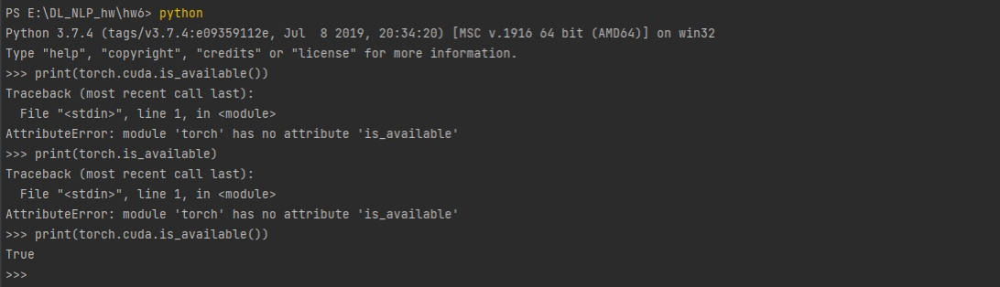 PS E:\DL_NLP_hw\hw6> python
Python 3.7.4 (tags/v3.7.4:e09359112e, Jul  8 2019, 20:34:20) [MSC v.1916 64 bit (AMD64)] on win32
Type "help", "copyright", "credits" or "license" for more information.
>>> print(torch.cuda.is_available())
Traceback (most recent call last):
  File "<stdin>", line 1, in <module>
AttributeError: module 'torch' has no attribute 'is_available'
>>> print(torch.is_available)
Traceback (most recent call last):
  File "<stdin>", line 1, in <module>
AttributeError: module 'torch' has no attribute 'is_available'
>>> print(torch.cuda.is_available())
True
>>>